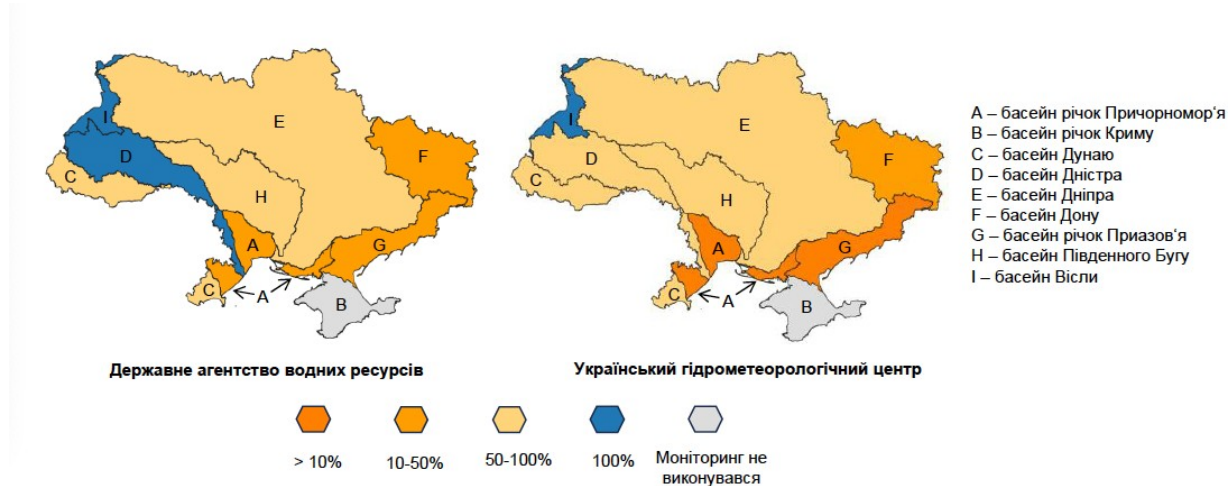 I
E
D
F
C
H
A
G
C
A
B
I
E
D
F
C
H
A
G
C
A
B
А – басейн річок Причорномор‘я
В – басейн річок Криму
С – басейн Дунаю
D – басейн Дністра
Е – басейн Дніпра
F – басейн Дону
G – басейн річок Приазов‘я
H – басейн Південного Бугу
I – басейн Вісли
Державне агентство водних ресурсів
Український гідрометеорологічний центр
> 10%
10-50%
50-100%
100%
Моніторинг не
виконувався